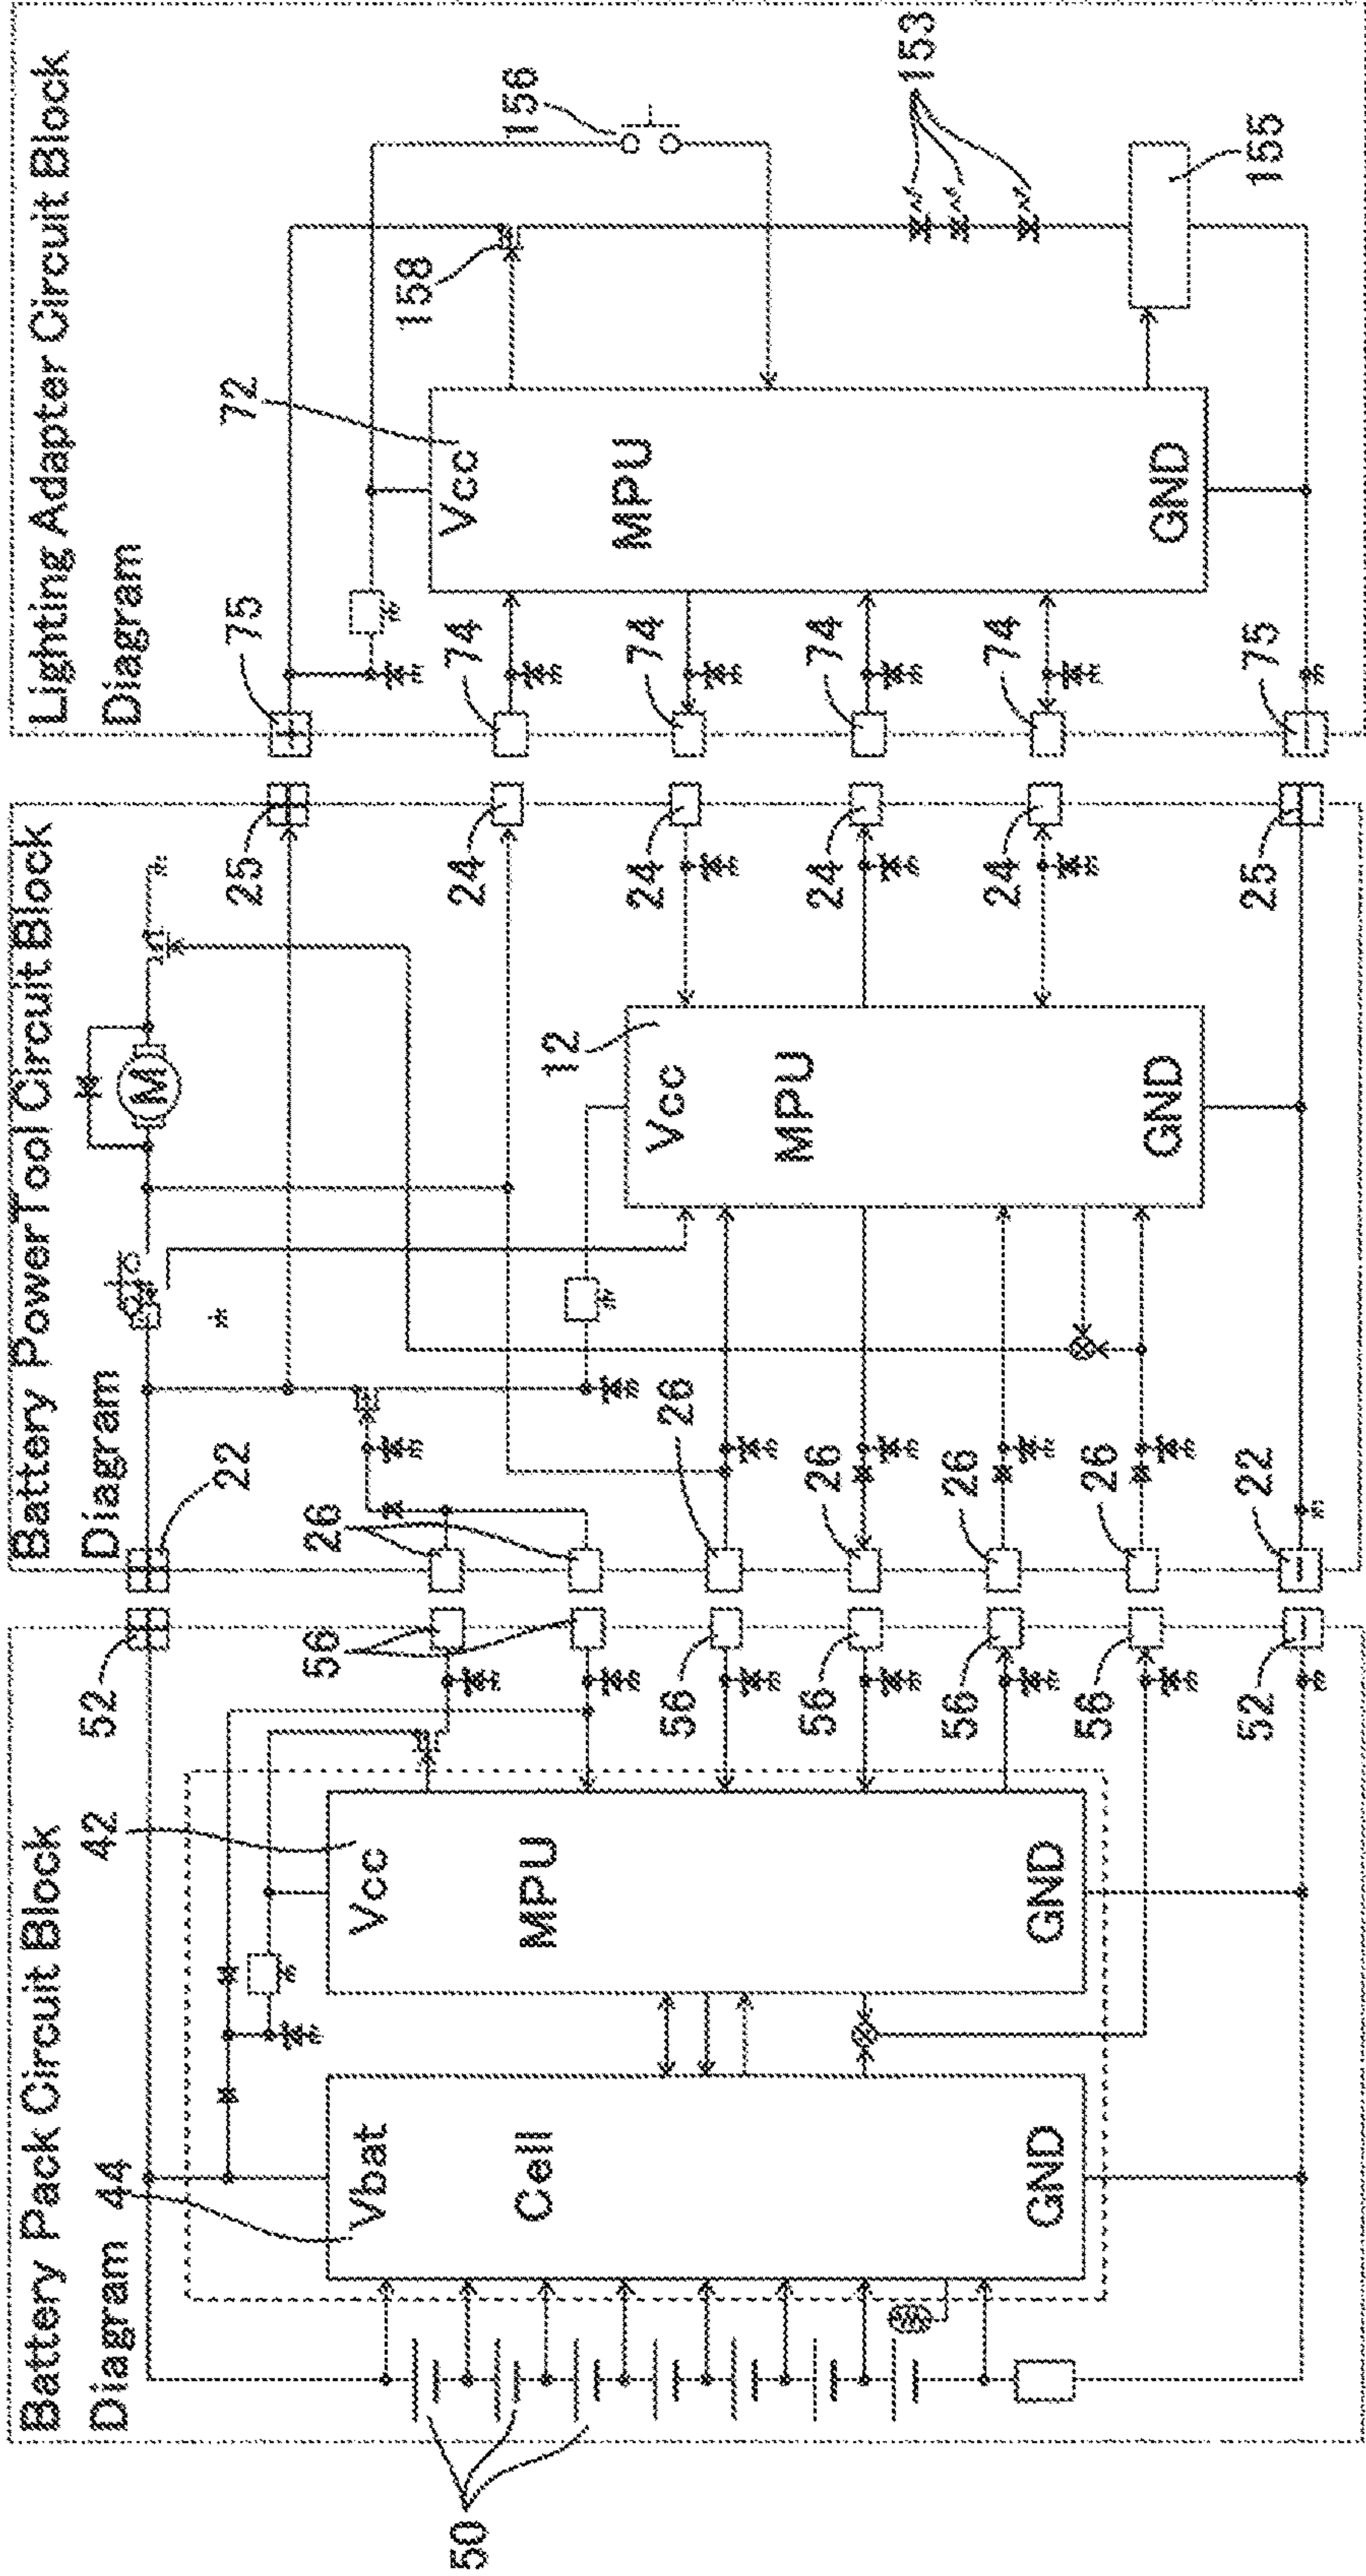 Battery Pack Circuit Block
Diagram 44
42
52
Vbat
Cell
GND
Vcc
MPU
GND
50
56
56
56
56
56
52
Battery PowerTool Circuit Block
Diagram
22
26
26
26
26
26
22
M
12
Vcc
MPU
GND
25
24
24
24
24
25
Lighting Adapter Circuit Block
Diagram
75
74
74
74
74
75
72
Vcc
MPU
GND
158
156
153
155